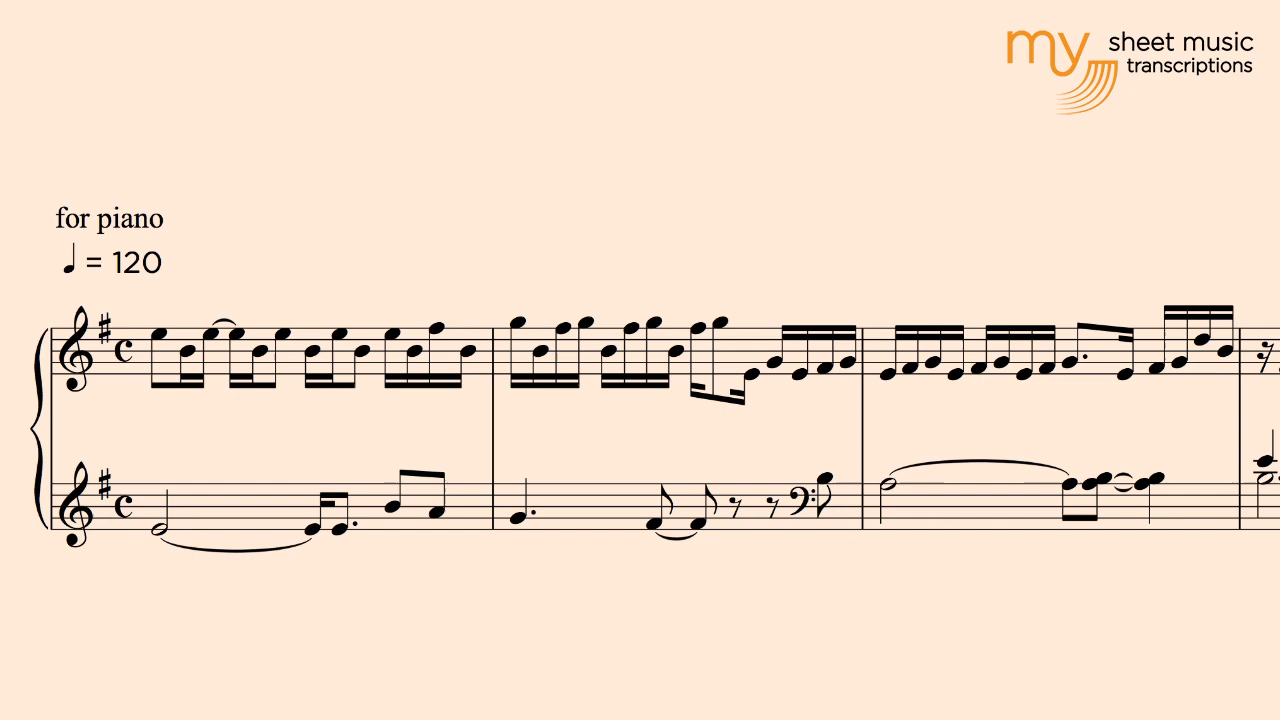 my sheet music
transcriptions
for piano
♩ = 120